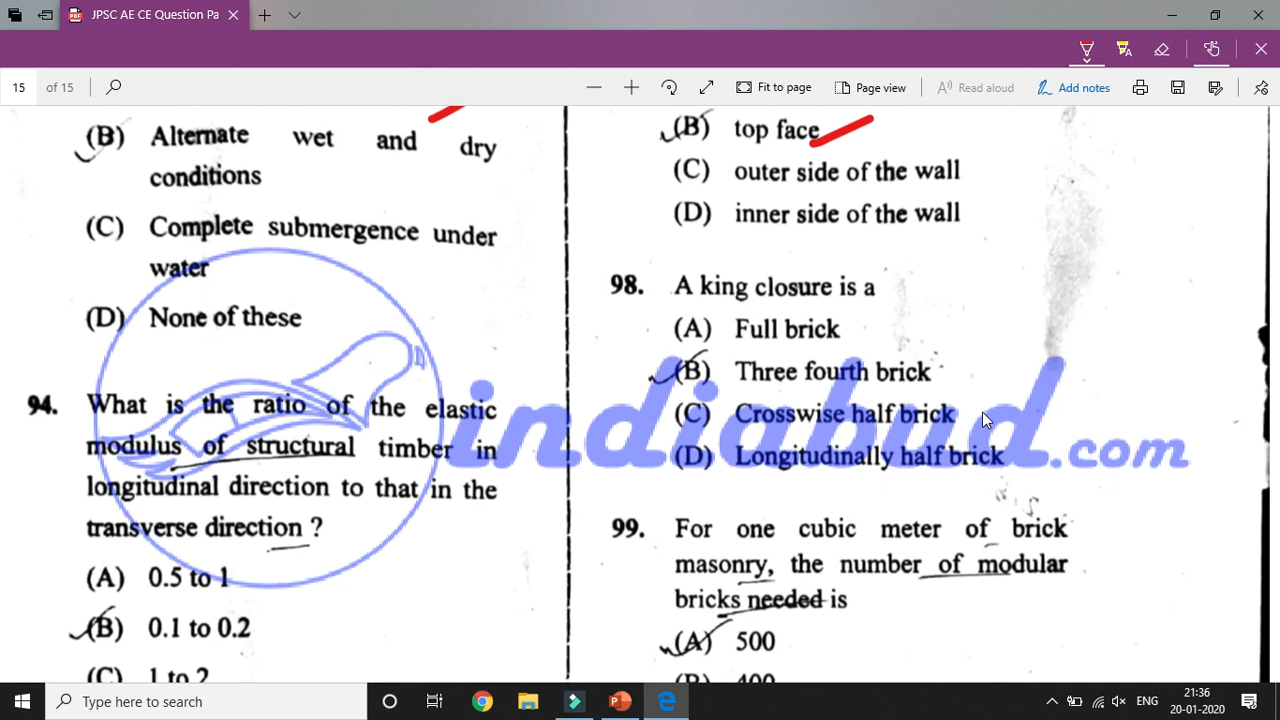 JPSC AE CE Question Pa
15 of 15
Fit to page
Page view
Read aloud
Add notes
(B) Alternate wet and dry
conditions
(C) Complete submergence under
water
(D) None of these
94. What is the ratio of the elastic
modulus of structural timber in
longitudinal direction to that in the
transverse direction ?
(A) 0.5 to 1
(B) 0.1 to 0.2
(C) 1 to 2
(B) top face
(C) outer side of the wall
(D) inner side of the wall
98. A king closure is a
(A) Full brick
(B) Three fourth brick
(C) Crosswise half brick
(D) Longitudinally half brick
99. For one cubic meter of brick
masonry, the number of modular
bricks needed is
(A) 500
(B) 400
indiabud.com
Type here to search
ENG
21:36
20-01-2020